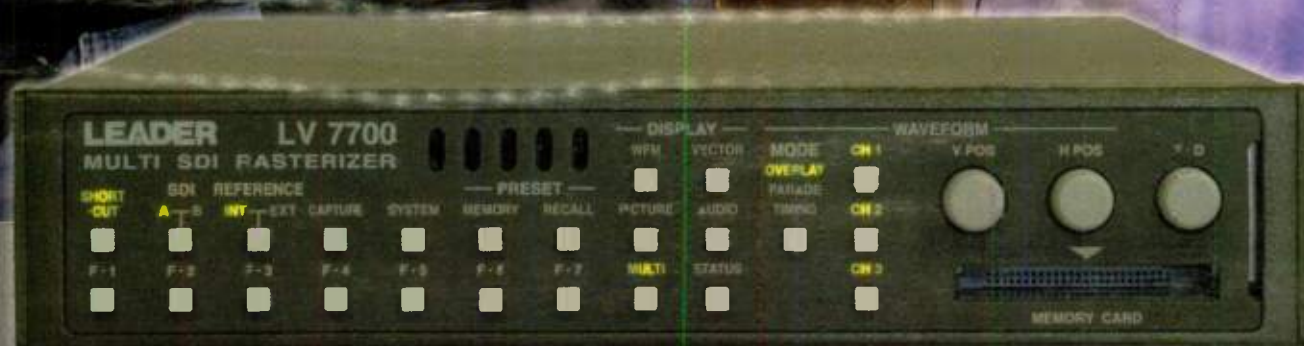 LEADER LV 7700
MULTI SDI RASTERIZER
DISPLAY
WAVEFORM
WFM VECTOR
MODE
CH 1
V POS
H POS
OVERLAY
PARADE
SHORT
CUT
SDI
REFERENCE
PRESET
A B
INT EXT
CAPTURE
SYSTEM
MEMORY
RECALL
PICTURE
AUDIO
TIMING
CH 2
F·1
F·2
F·3
F·4
F·5
F·6
F·7
MULTI
STATUS
CH 3
MEMORY CARD